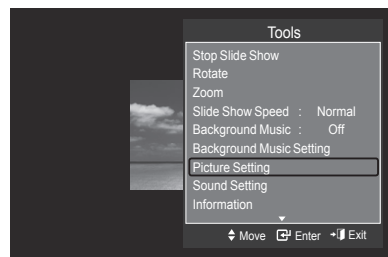 Tools
Stop Slide Show
Rotate
Zoom
Slide Show Speed : Normal
Background Music : Off
Background Music Setting
Picture Setting
Sound Setting
Information
Move Enter Exit